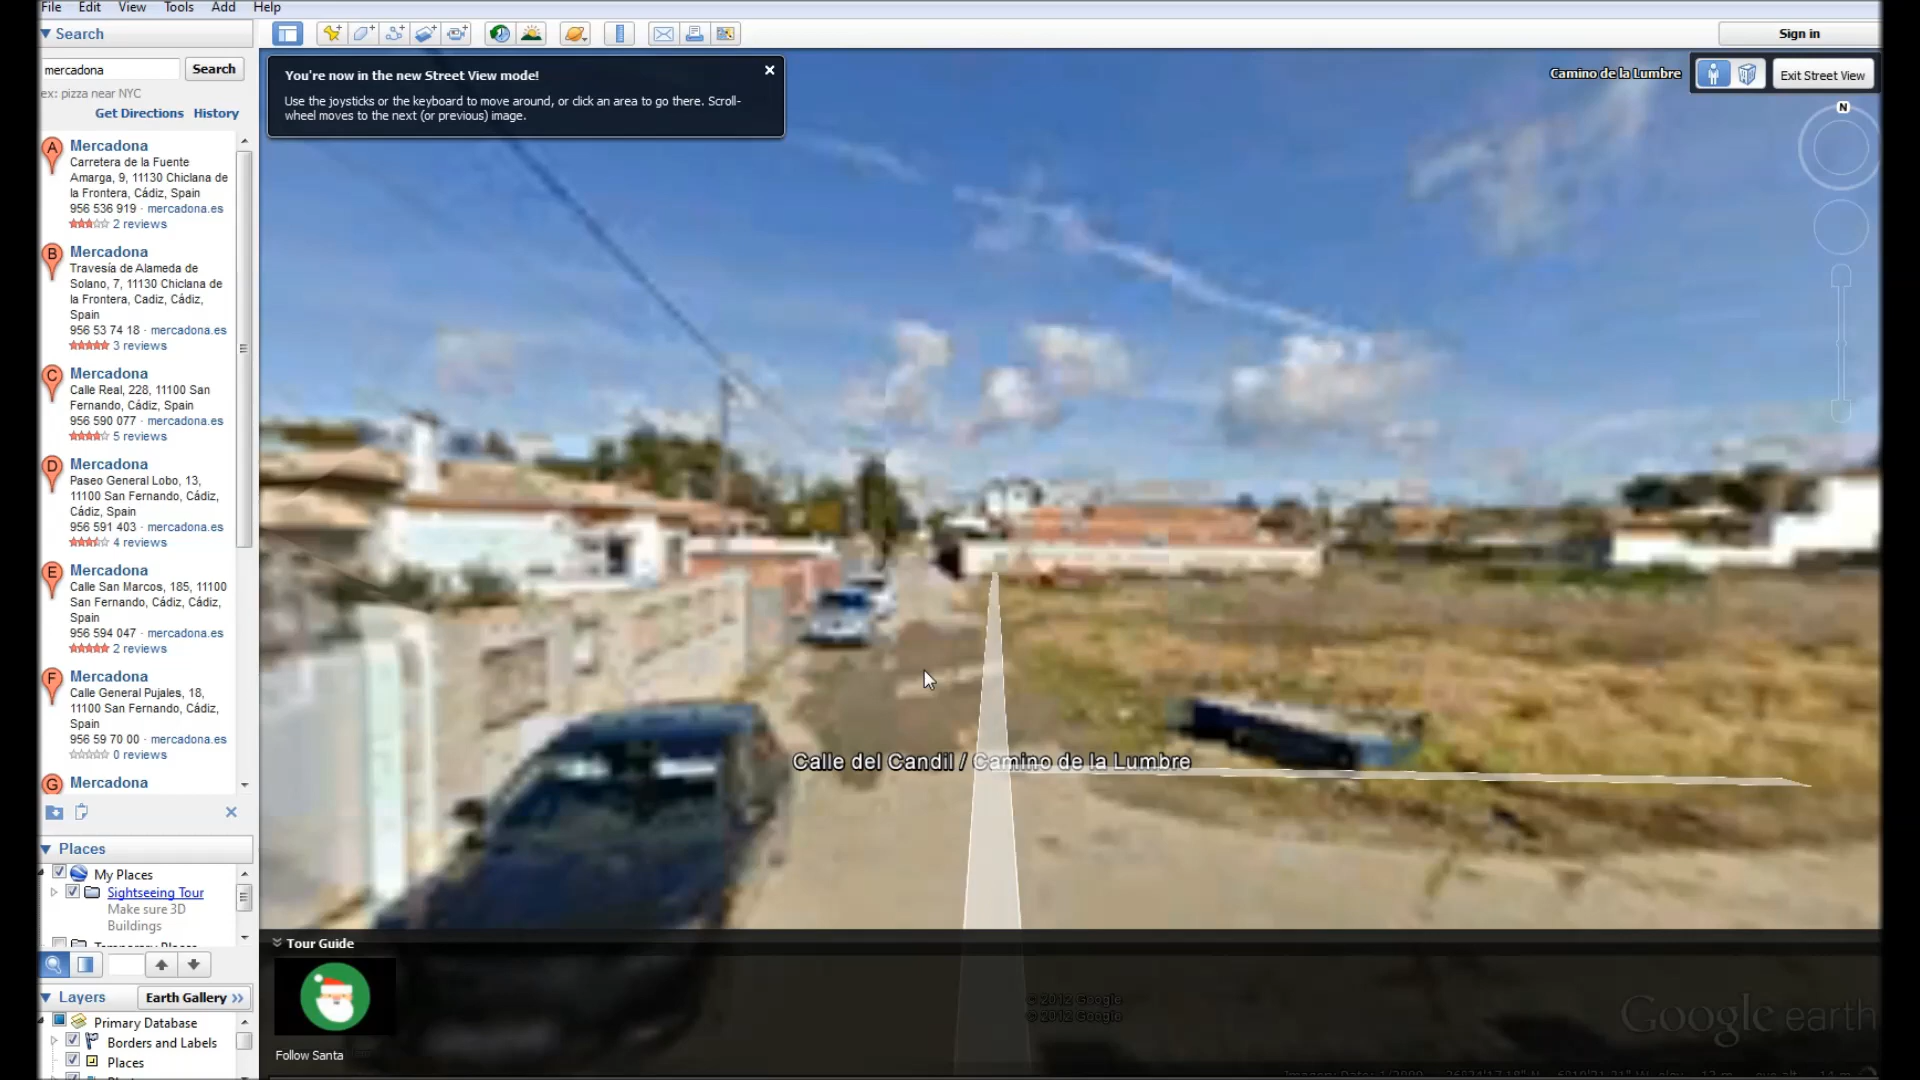 File Edit View Tools Add Help
Search
mercadona
Search
ex: pizza near NYC
Get Directions History
A
Mercadona
Carretera de la Fuente
Amarga, 9, 11130 Chiclana de
la Frontera, Cádiz, Spain
956 536 919 · mercadona.es
2 reviews
B
Mercadona
Travesía de Alameda de
Solano, 7, 11130 Chiclana de
la Frontera, Cadiz, Cádiz,
Spain
956 53 74 18 · mercadona.es
3 reviews
C
Mercadona
Calle Real, 228, 11100 San
Fernando, Cádiz, Spain
956 590 077 · mercadona.es
5 reviews
D
Mercadona
Paseo General Lobo, 13,
11100 San Fernando, Cádiz,
Cádiz, Spain
956 591 403 · mercadona.es
4 reviews
E
Mercadona
Calle San Marcos, 185, 11100
San Fernando, Cádiz, Cádiz,
Spain
956 594 047 · mercadona.es
2 reviews
F
Mercadona
Calle General Pujales, 18,
11100 San Fernando, Cádiz,
Spain
956 59 70 00 · mercadona.es
0 reviews
G
Mercadona
Places
My Places
Sightseeing Tour
Make sure 3D
Buildings
Temporary Places
Layers
Earth Gallery >>
Primary Database
Borders and Labels
Places
You're now in the new Street View mode!
Use the joysticks or the keyboard to move around, or click an area to go there. Scroll-
wheel moves to the next (or previous) image.
Sign in
Camino de la Lumbre
Exit Street View
N
Calle del Candil / Camino de la Lumbre
Tour Guide
Follow Santa
© 2012 Google
© 2012 Google
Google earth